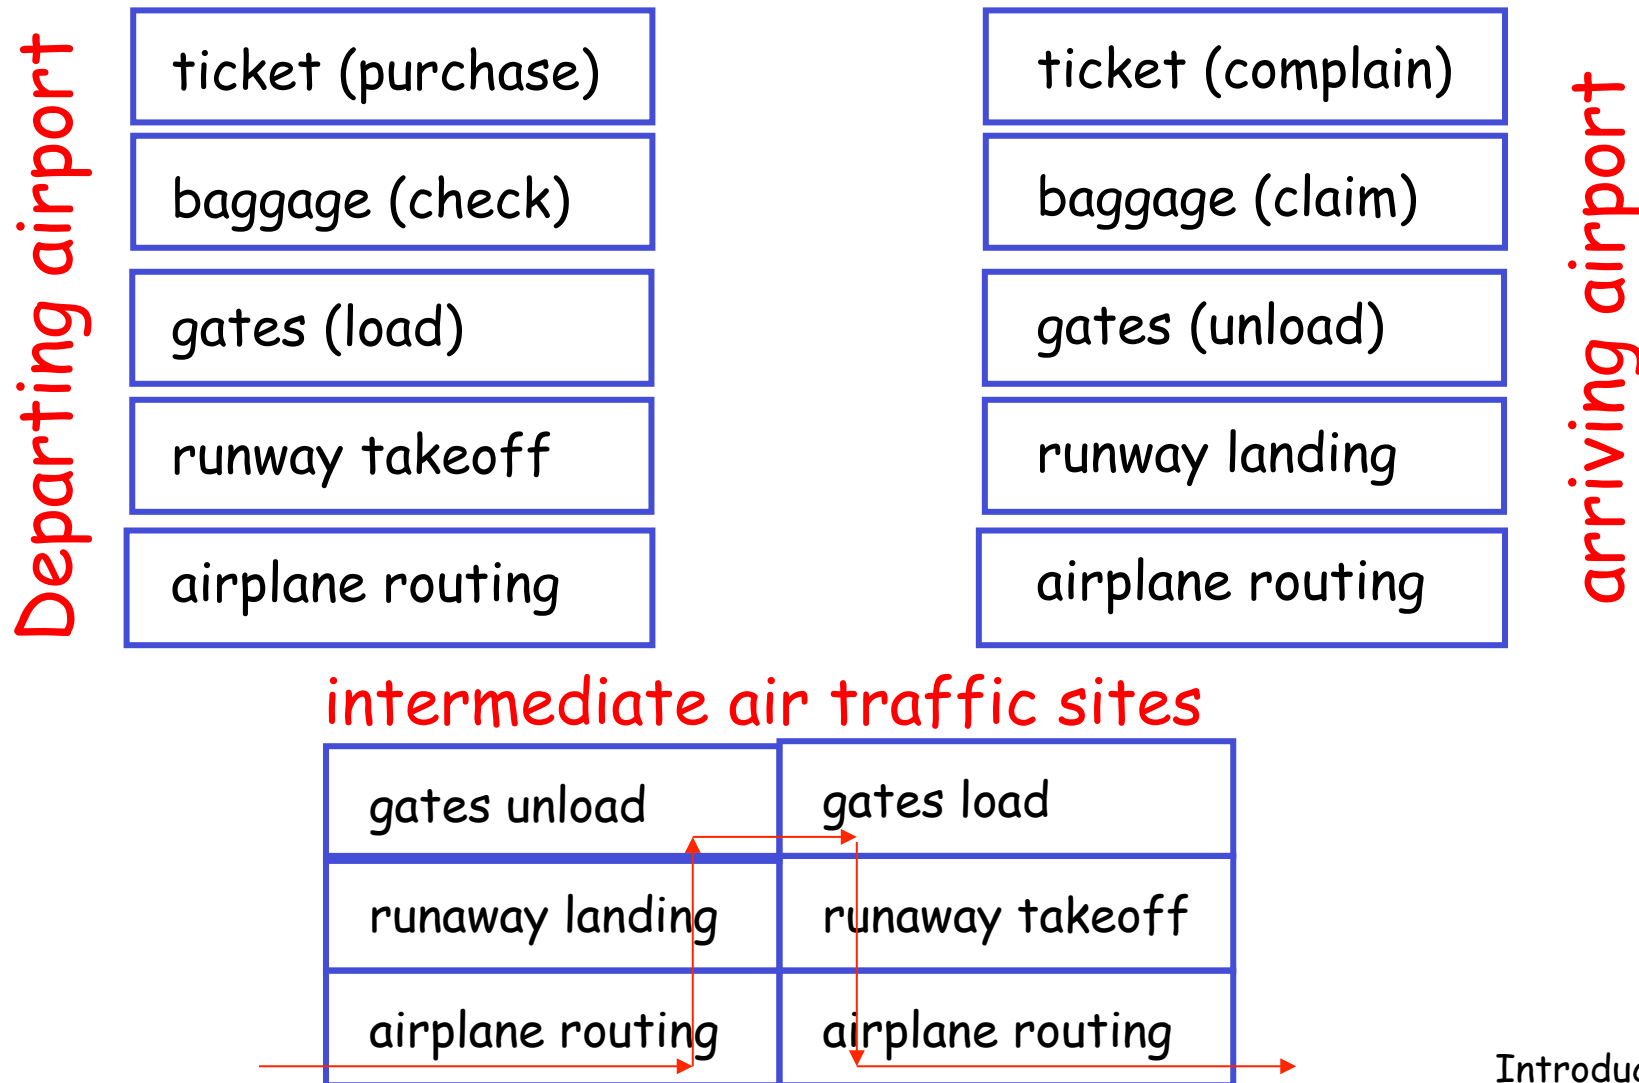 Departing airport
ticket (purchase)
baggage (check)
gates (load)
runway takeoff
airplane routing
ticket (complain)
baggage (claim)
gates (unload)
runway landing
airplane routing
arriving airport
intermediate air traffic sites
gates unload
gates load
runaway landing
runaway takeoff
airplane routing
airplane routing